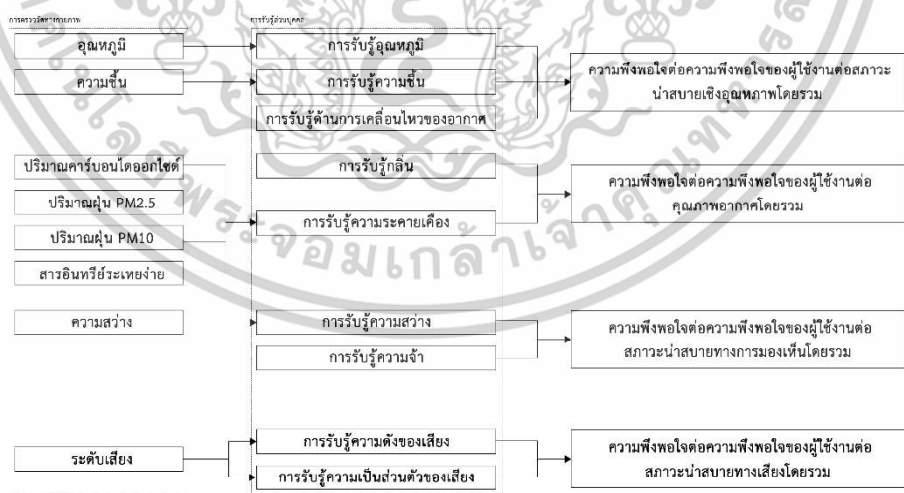 การตรวจวัดทางกายภาพ
การรับรู้ส่วนบุคคล
อุณหภูมิ
การรับรู้อุณหภูมิ
ความชื้น
การรับรู้ความชื้น
การรับรู้ด้านการเคลื่อนไหวของอากาศ
ความพึงพอใจต่อความพึงพอใจของผู้ใช้งานต่อสภาวะ
น่าสบายเชิงอุณหภาพโดยรวม
ปริมาณคาร์บอนไดออกไซด์
ปริมาณฝุ่น PM2.5
ปริมาณฝุ่น PM10
สารอินทรีย์ระเหยง่าย
การรับรู้กลิ่น
การรับรู้ความระคายเคือง
ความพึงพอใจต่อความพึงพอใจของผู้ใช้งานต่อ
คุณภาพอากาศโดยรวม
ความสว่าง
การรับรู้ความสว่าง
การรับรู้ความจ้า
ความพึงพอใจต่อความพึงพอใจของผู้ใช้งานต่อ
สภาวะน่าสบายทางการมองเห็นโดยรวม
ระดับเสียง
การรับรู้ความดังของเสียง
การรับรู้ความเป็นส่วนตัวของเสียง
ความพึงพอใจต่อความพึงพอใจของผู้ใช้งานต่อ
สภาวะน่าสบายทางเสียงโดยรวม